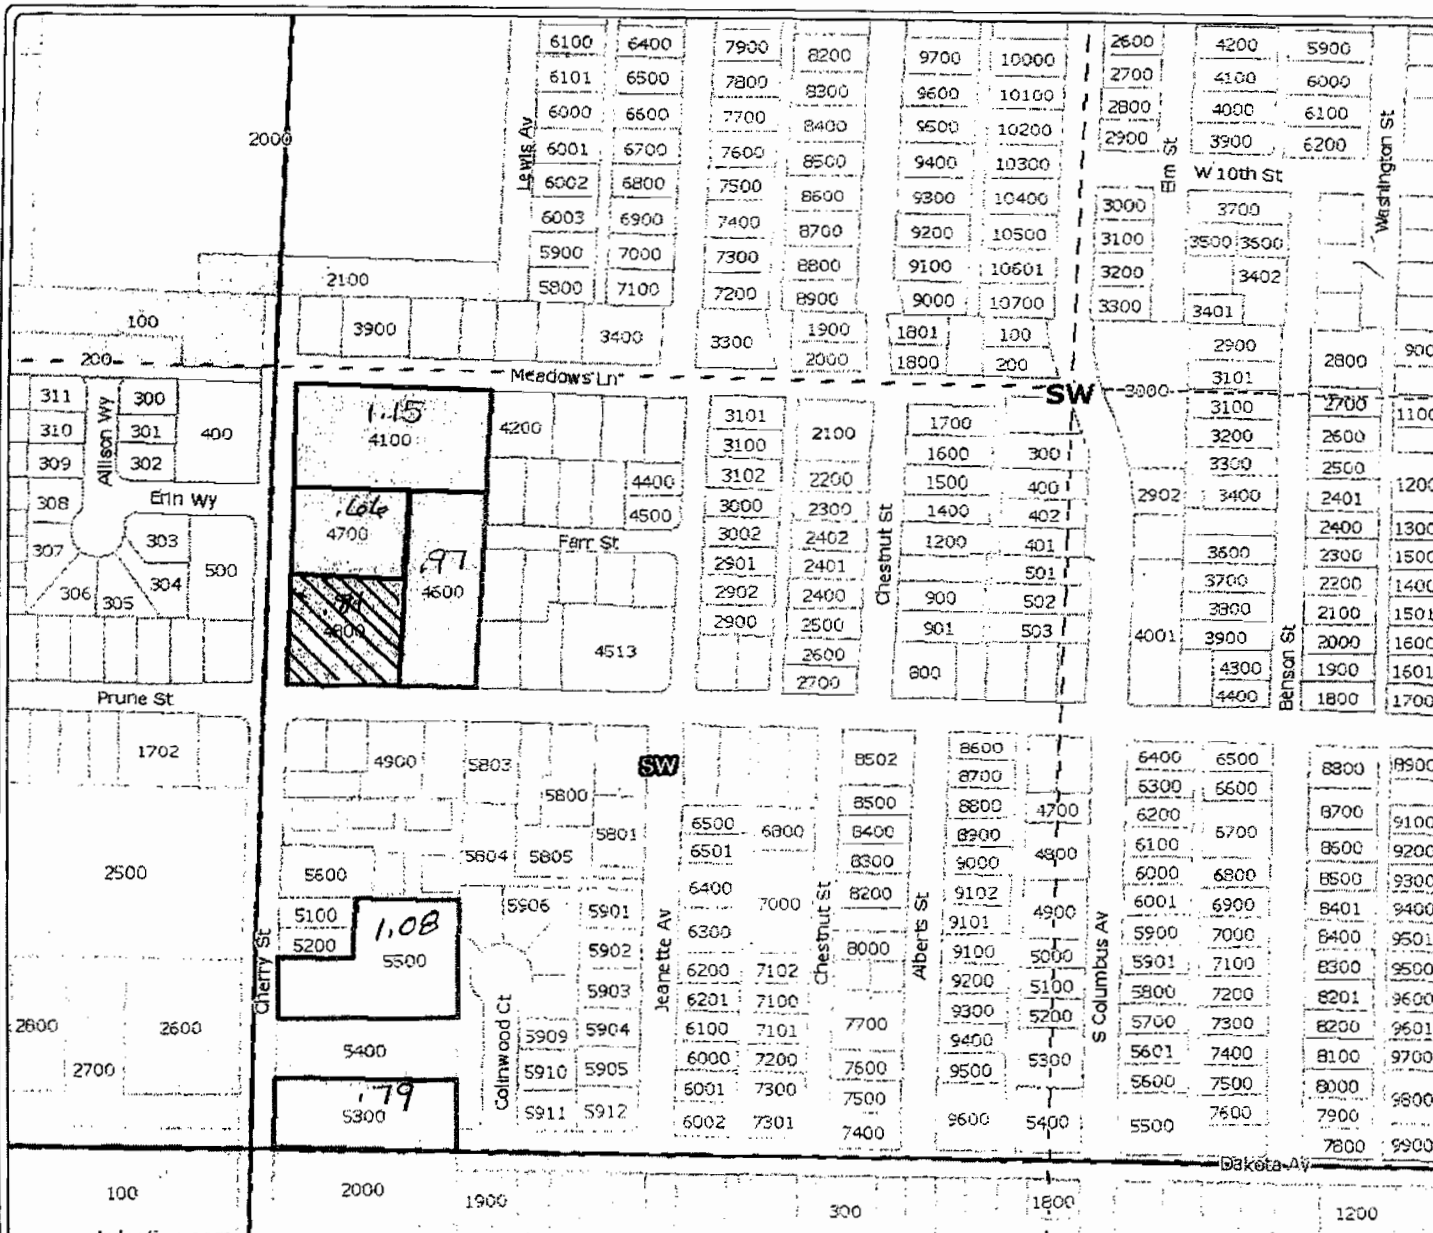 6100 6400 7900 8200 9700 10000 2600 4200 5900
6101 6500 7800 8300 9600 10100 2700 4100 6000
6000 6600 7700 8400 9500 10200 2800 4000 6100
6001 6700 7600 8500 9400 10300 2900 3900 6200
2000
Lewis Av
Elm St
Washington St
W 10th St
6002 6800 7500 8600 9300 10400 3000 3700
6003 6900 7400 8700 9200 10500 3100 3500 3600
5900 7000 7300 8800 9100 10601 3200 3402
5800 7100 7200 8900 9000 10700 3300 3401
2100
100 3900 3400 3300 1900 1801 100 2900 2800 900
200 2000 1800 200 3101
Meadows Ln
SW
3000
311 300 1.15 4100 4200 3101 2100 1700 3100 2700 1100
310 301 400 3100 1600 300 3200 2600
309 302 4400 3102 2200 1500 400 3300 2500
Allison Wy
Erin Wy
308 4500 3000 2300 1400 402 2902 3400 2401 1200
.66
4700
Farr St
303 3002 2402 1200 401 3600 2400 1300
307 304 500 .97 4600 2901 2401 501 3700 2300 1500
306 305 2902 2400 900 502 3800 2200 1400
Chestnut St
.81
4800
2900 2500 901 503 4001 3900 2100 1501
4513 2600 800 4300 2000 1600
2700 4400 1900 1601
1800 1700
Benson St
Prune St
1702 4900 5803 SW 8502 8600 6400 6500 8800 8900
5800 8700 6300 6600
5801 6500 6800 8500 8800 4700 6200 6700 8700 9100
6501 8400 8900 6100 8600 9200
2500 5600 5804 5805 8300 9000 4800 6000 6800 8500 9300
5100 1.08 5906 5901 6400 7000 8200 9102 4900 6001 6900 8401 9400
5200 5500 5902 6300 8000 9101 5900 7000 8400 9501
Cherry St
Jeanette Av
Chestnut St
Alberts St
S Columbus Av
6200 7102 9100 5000 5901 7100 8300 9500
5903 6201 7100 9200 5100 5800 7200 8201 9600
2800 2600 5909 5904 6100 7101 7700 9300 5200 5700 7300 8200 9601
2700 5400 5910 5905 6000 7200 7600 9400 5300 5601 7400 8100 9700
Colinwood Ct
.79
5300
5911 5912 6001 7300 7500 9500 5600 7500 8000 9800
6002 7301 7400 9600 5400 5500 7600 7900
7800 9900
Dakota Av
100 2000 1900 300 1800 1200